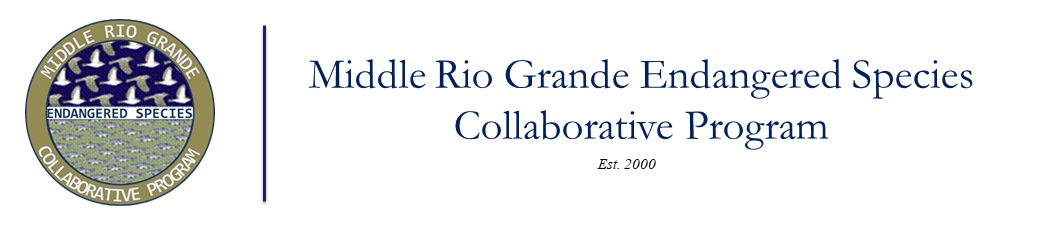 MIDDLE RIO GRANDE
ENDANGERED SPECIES
COLLABORATIVE PROGRAM
Middle Rio Grande Endangered Species
Collaborative Program
Est. 2000